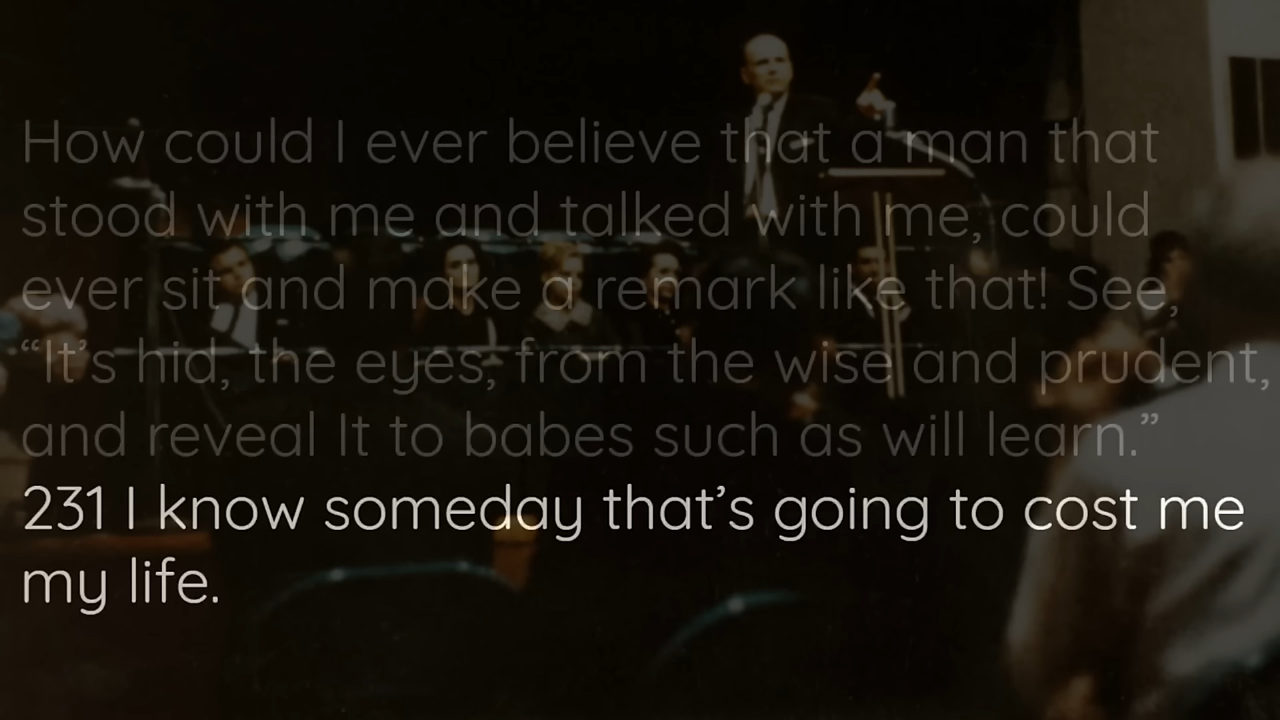 How could I ever believe that a man that
stood with me and talked with me, could
ever sit and make a remark like that! See,
“It’s hid, the eyes, from the wise and prudent,
and reveal It to babes such as will learn.”
231 I know someday that’s going to cost me
my life.